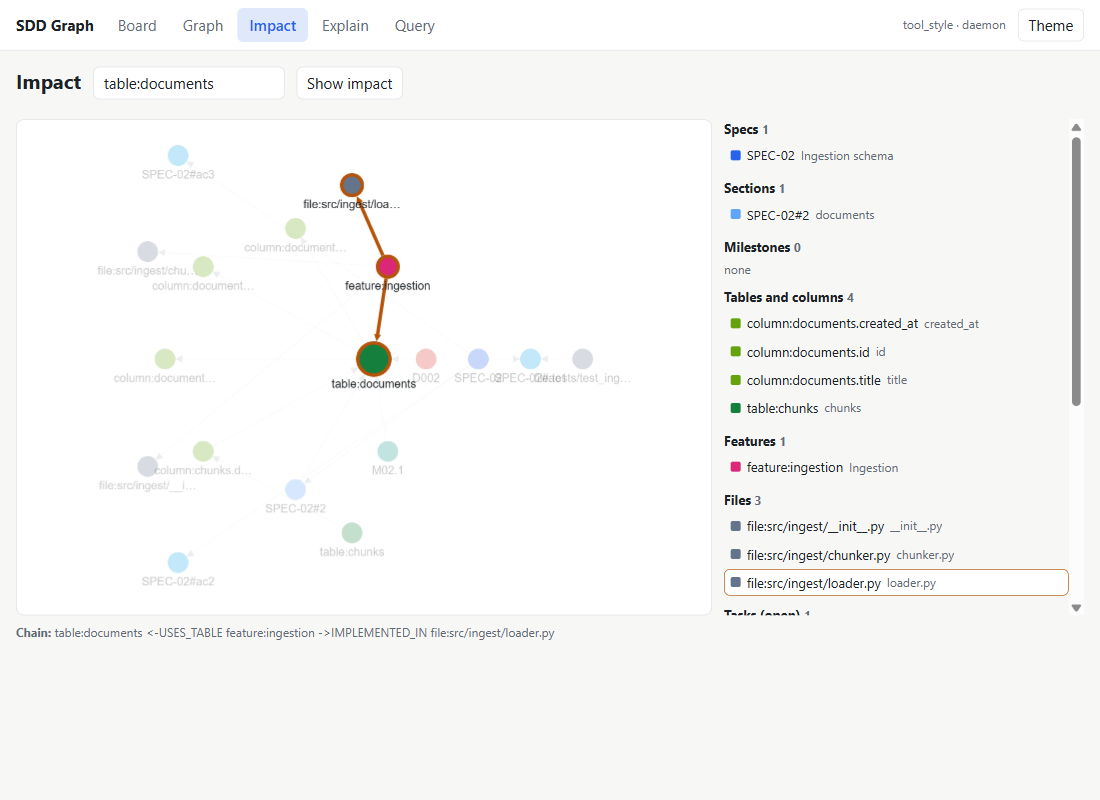 SDD Graph Board Graph Impact Explain Query tool_style · daemon Theme
Impact table:documents Show impact
SPEC-02#ac3
file:src/ingest/loa…
column:document…
file:src/ingest/chu…
column:document…
feature:ingestion
column:document…
table:documents
D002
SPEC-02
file:tests/test_ing…
column:chunks.d…
M02.1
file:src/ingest/__i…
SPEC-02#2
table:chunks
SPEC-02#ac2
Specs 1
SPEC-02 Ingestion schema
Sections 1
SPEC-02#2 documents
Milestones 0
none
Tables and columns 4
column:documents.created_at created_at
column:documents.id id
column:documents.title title
table:chunks chunks
Features 1
feature:ingestion Ingestion
Files 3
file:src/ingest/__init__.py __init__.py
file:src/ingest/chunker.py chunker.py
file:src/ingest/loader.py loader.py
Tasks (open) 1
Chain: table:documents <-USES_TABLE feature:ingestion ->IMPLEMENTED_IN file:src/ingest/loader.py